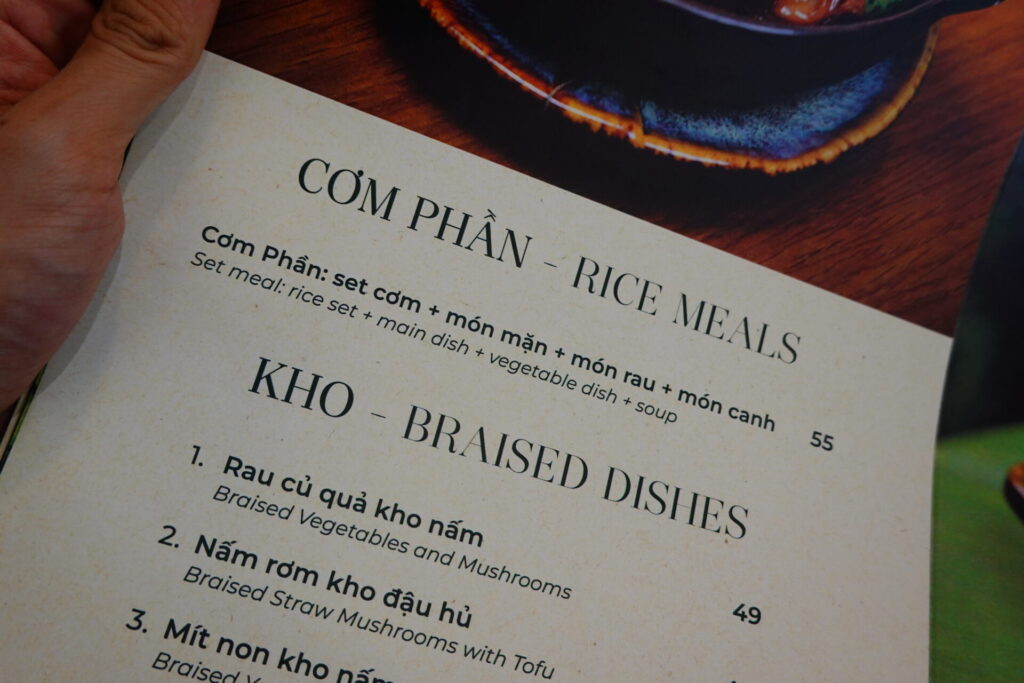 CƠM PHẦN - RICE MEALS
Cơm Phần: set cơm + món mặn + món rau + món canh 55
Set meal: rice set + main dish + vegetable dish + soup
KHO - BRAISED DISHES
1. Rau củ quả kho nấm 49
Braised Vegetables and Mushrooms
2. Nấm rơm kho đậu hủ
Braised Straw Mushrooms with Tofu
3. Mít non kho nấm
Braised